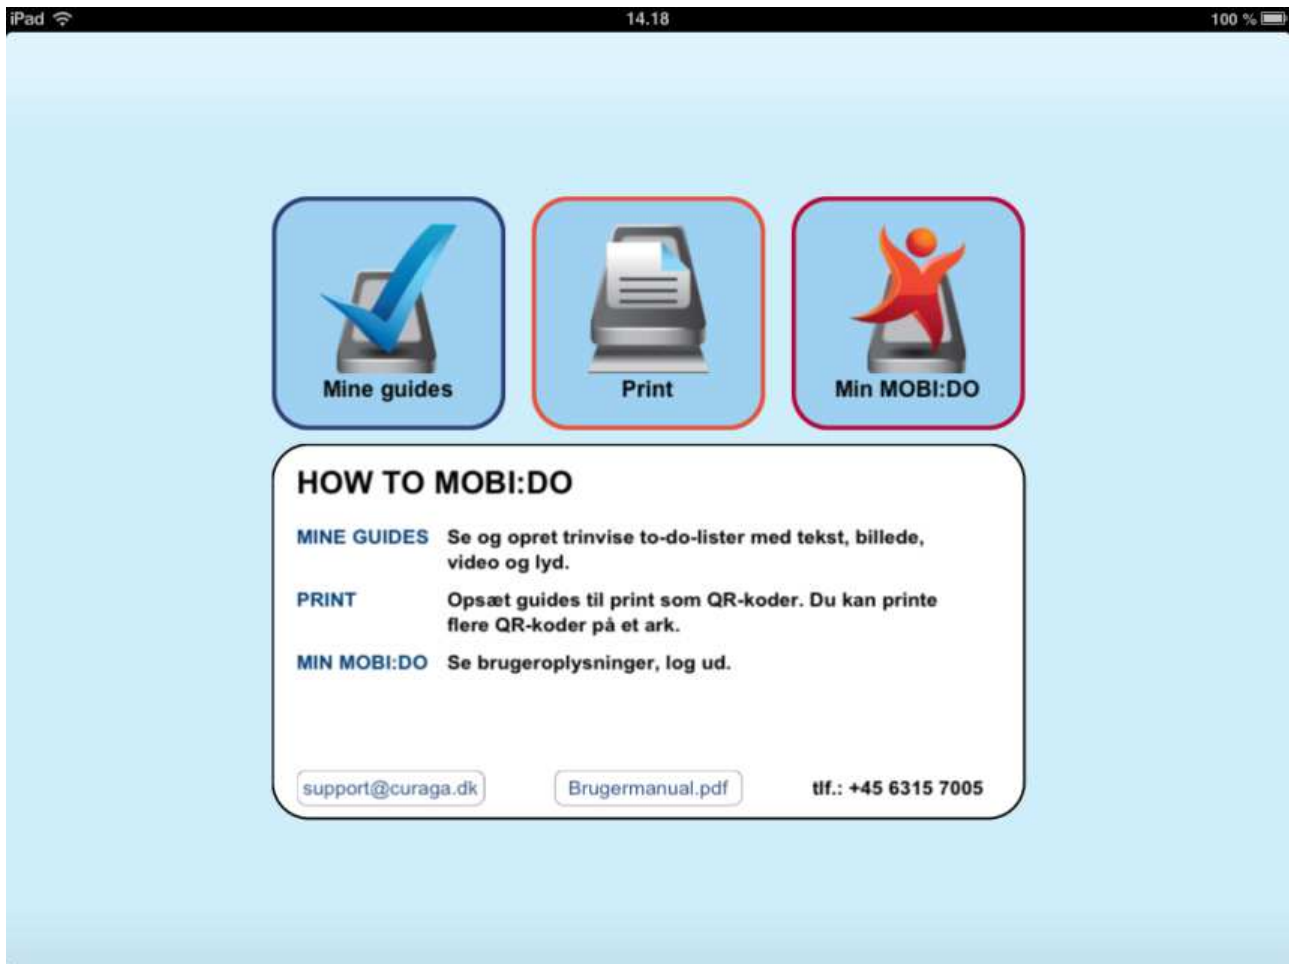 iPad 14.18 100 %
Mine guides Print Min MOBI:DO
HOW TO MOBI:DO
MINE GUIDES Se og opret trinvise to-do-lister med tekst, billede,
video og lyd.
PRINT Opsæt guides til print som QR-koder. Du kan printe
flere QR-koder på et ark.
MIN MOBI:DO Se brugeroplysninger, log ud.
support@curaga.dk Brugermanual.pdf tlf.: +45 6315 7005